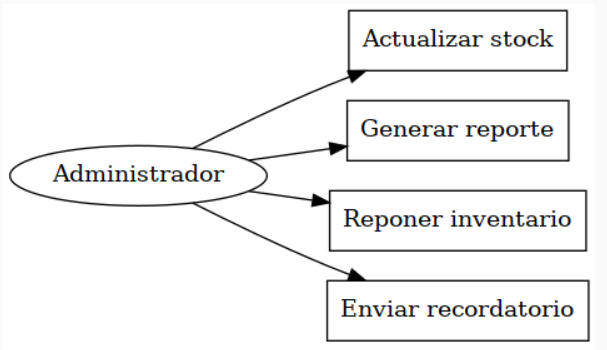 Actualizar stock
Generar reporte
Administrador
Reponer inventario
Enviar recordatorio